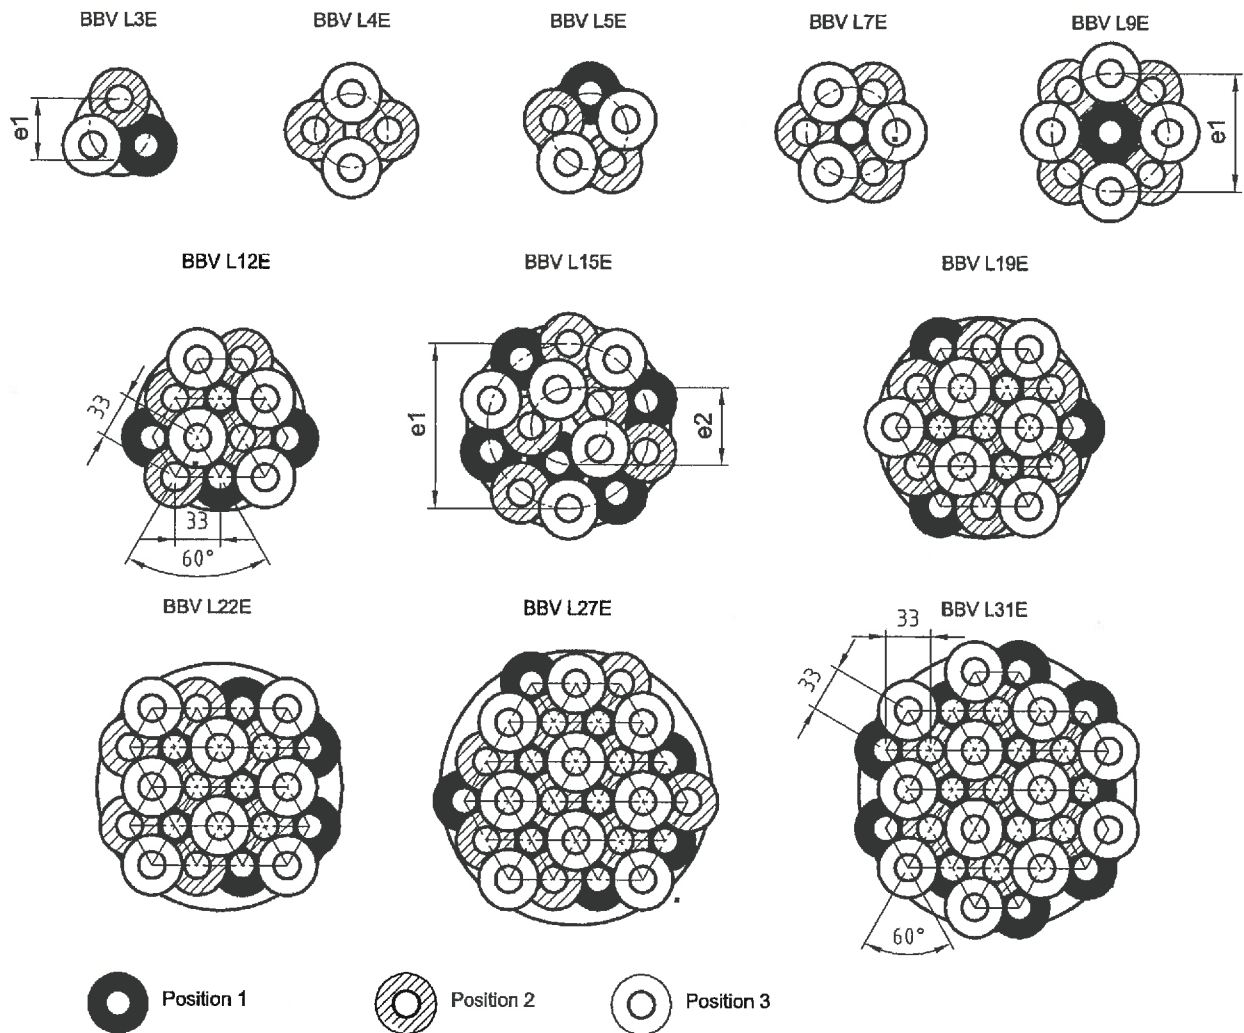 BBV L3E BBV L4E BBV L5E BBV L7E BBV L9E
e1
e1
BBV L12E BBV L15E BBV L19E
33
e1
e2
33
60°
BBV L22E BBV L27E BBV L31E
33
33
60°
Position 1 Position 2 Position 3